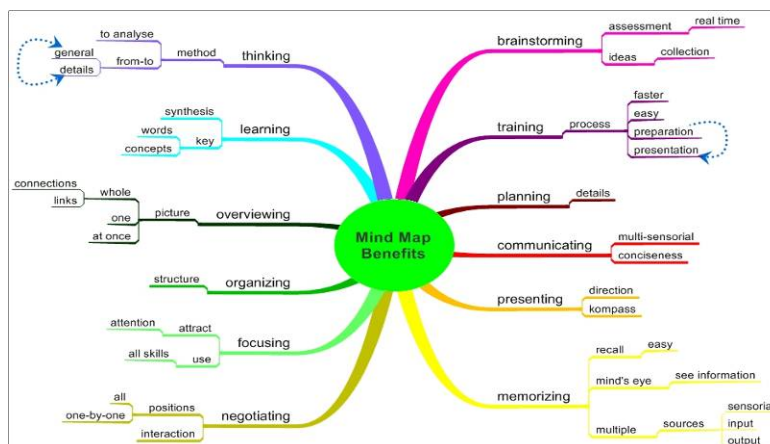 Mind Map
Benefits
brainstorming
assessment
real time
ideas
collection
training
process
faster
easy
preparation
presentation
planning
details
communicating
multi-sensorial
conciseness
presenting
direction
kompass
memorizing
recall
easy
mind's eye
see information
multiple
sources
sensorial
input
output
thinking
method
to analyse
from-to
general
details
learning
synthesis
key
words
concepts
overviewing
picture
whole
connections
links
one
at once
organizing
structure
focusing
attract
attention
use
all skills
negotiating
positions
all
one-by-one
interaction